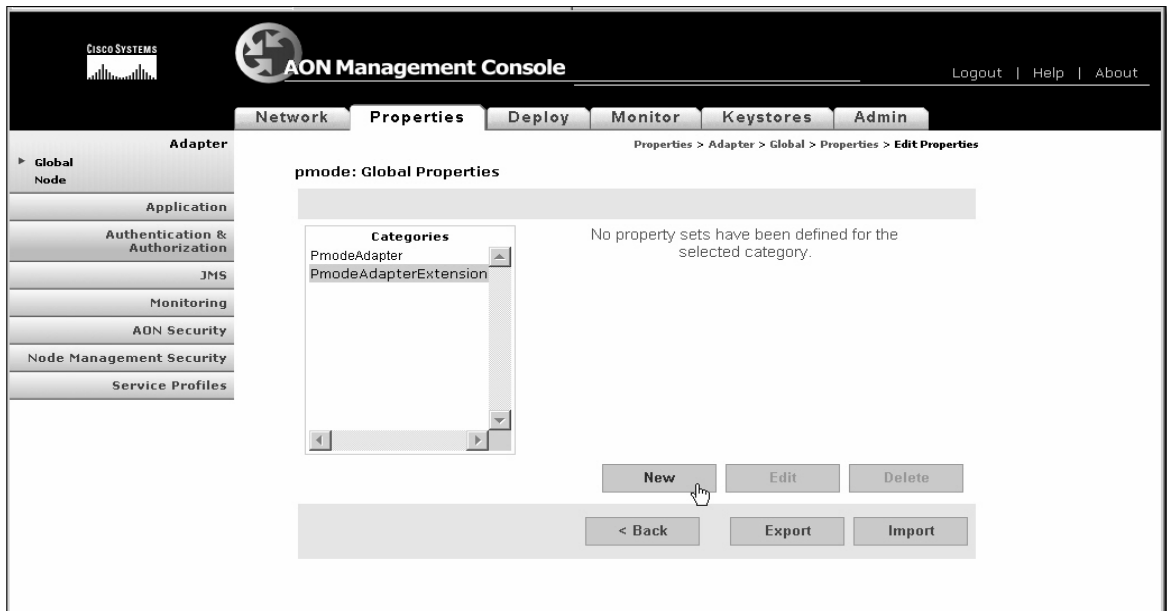 CISCO SYSTEMS
AON Management Console
Logout | Help | About
Network Properties Deploy Monitor Keystores Admin
Adapter
Global
Node
Application
Authentication &
Authorization
JMS
Monitoring
AON Security
Node Management Security
Service Profiles
Properties > Adapter > Global > Properties > Edit Properties
pmode: Global Properties
Categories
PmodeAdapter
PmodeAdapterExtension
No property sets have been defined for the
selected category.
New Edit Delete
< Back Export Import